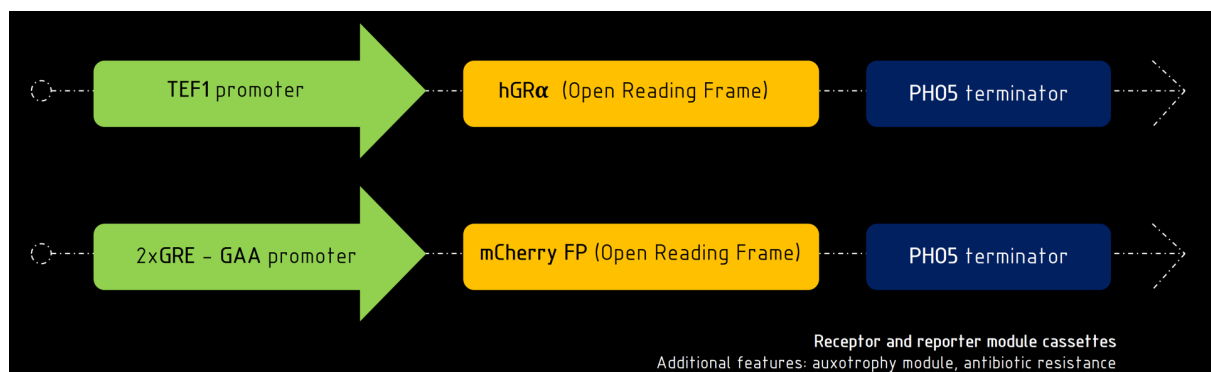 TEF1 promoter
hGRα (Open Reading Frame)
PHO5 terminator
2xGRE - GAA promoter
mCherry FP (Open Reading Frame)
PHO5 terminator
Receptor and reporter module cassettes
Additional features: auxotrophy module, antibiotic resistance